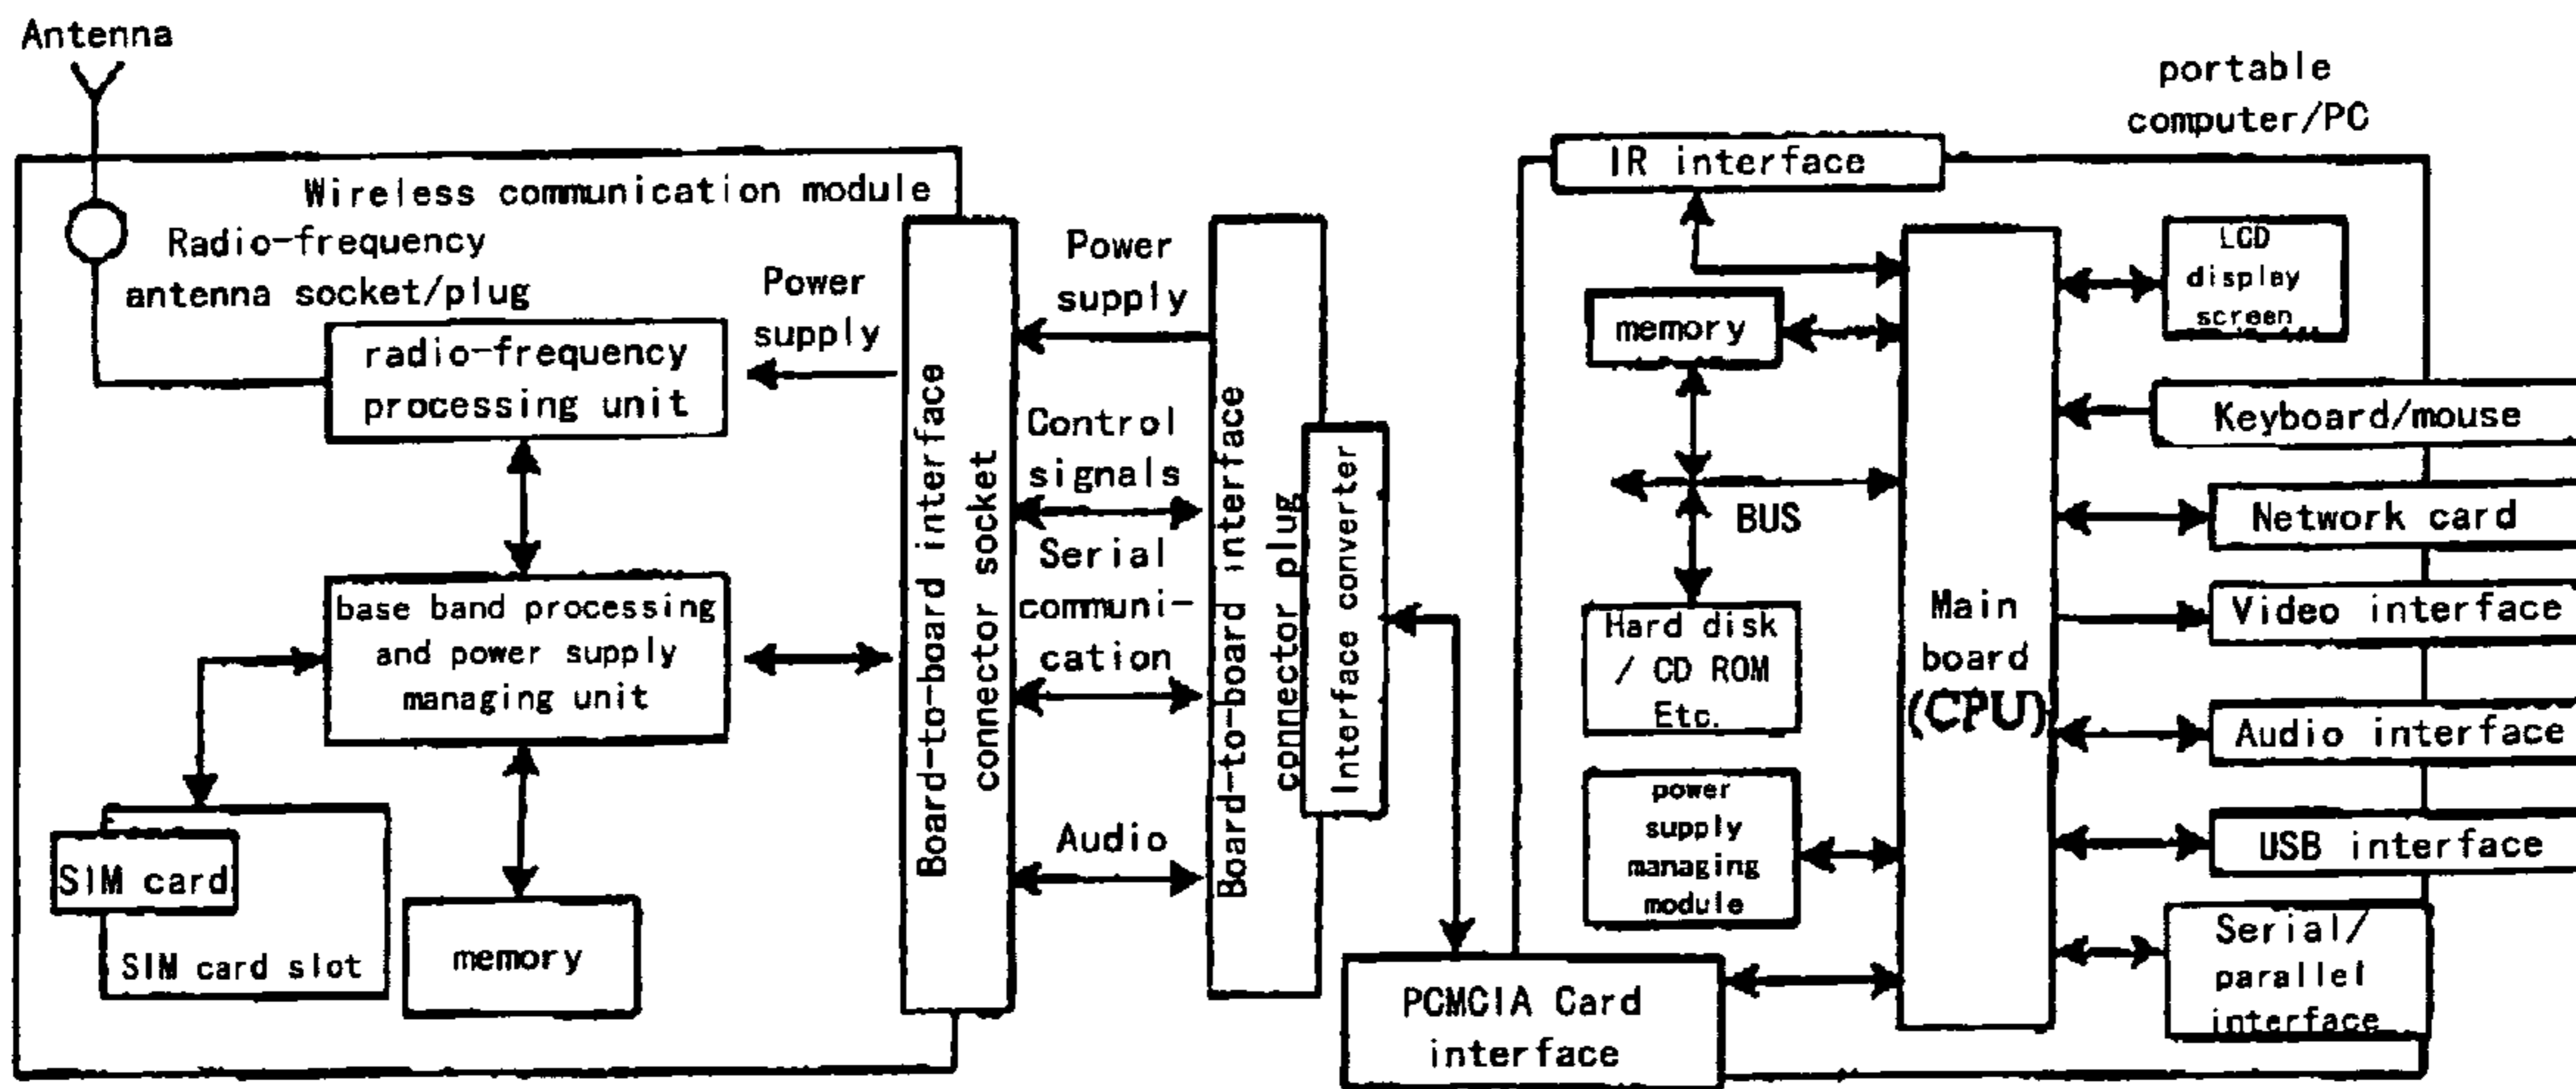 Antenna
Wireless communication module
Radio-frequency
antenna socket/plug
Power
supply
radio-frequency
processing unit
base band processing
and power supply
managing unit
SIM card
SIM card slot
memory
Board-to-board interface
connector socket
Power
supply
Control
signals
Serial
communi-
cation
Audio
Board-to-board interface
connector plug
Interface converter
portable
computer/PC
IR interface
memory
BUS
Hard disk
/ CD ROM
Etc.
power
supply
managing
module
PCMCIA Card
interface
Main
board
(CPU)
LCD
display
screen
Keyboard/mouse
Network card
Video interface
Audio interface
USB interface
Serial/
parallel
interface